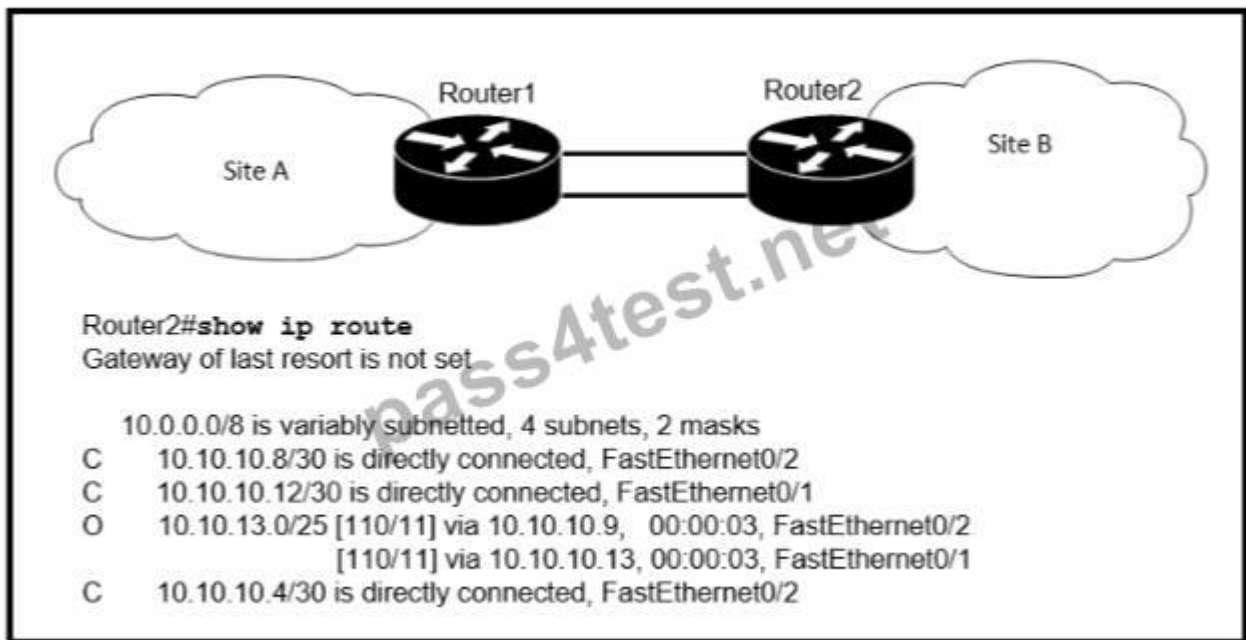 Router1
Router2
Site A
Site B
Router2#show ip route
Gateway of last resort is not set
10.0.0.0/8 is variably subnetted, 4 subnets, 2 masks
C 10.10.10.8/30 is directly connected, FastEthernet0/2
C 10.10.10.12/30 is directly connected, FastEthernet0/1
O 10.10.13.0/25 [110/11] via 10.10.10.9, 00:00:03, FastEthernet0/2
[110/11] via 10.10.10.13, 00:00:03, FastEthernet0/1
C 10.10.10.4/30 is directly connected, FastEthernet0/2
pass4test.net